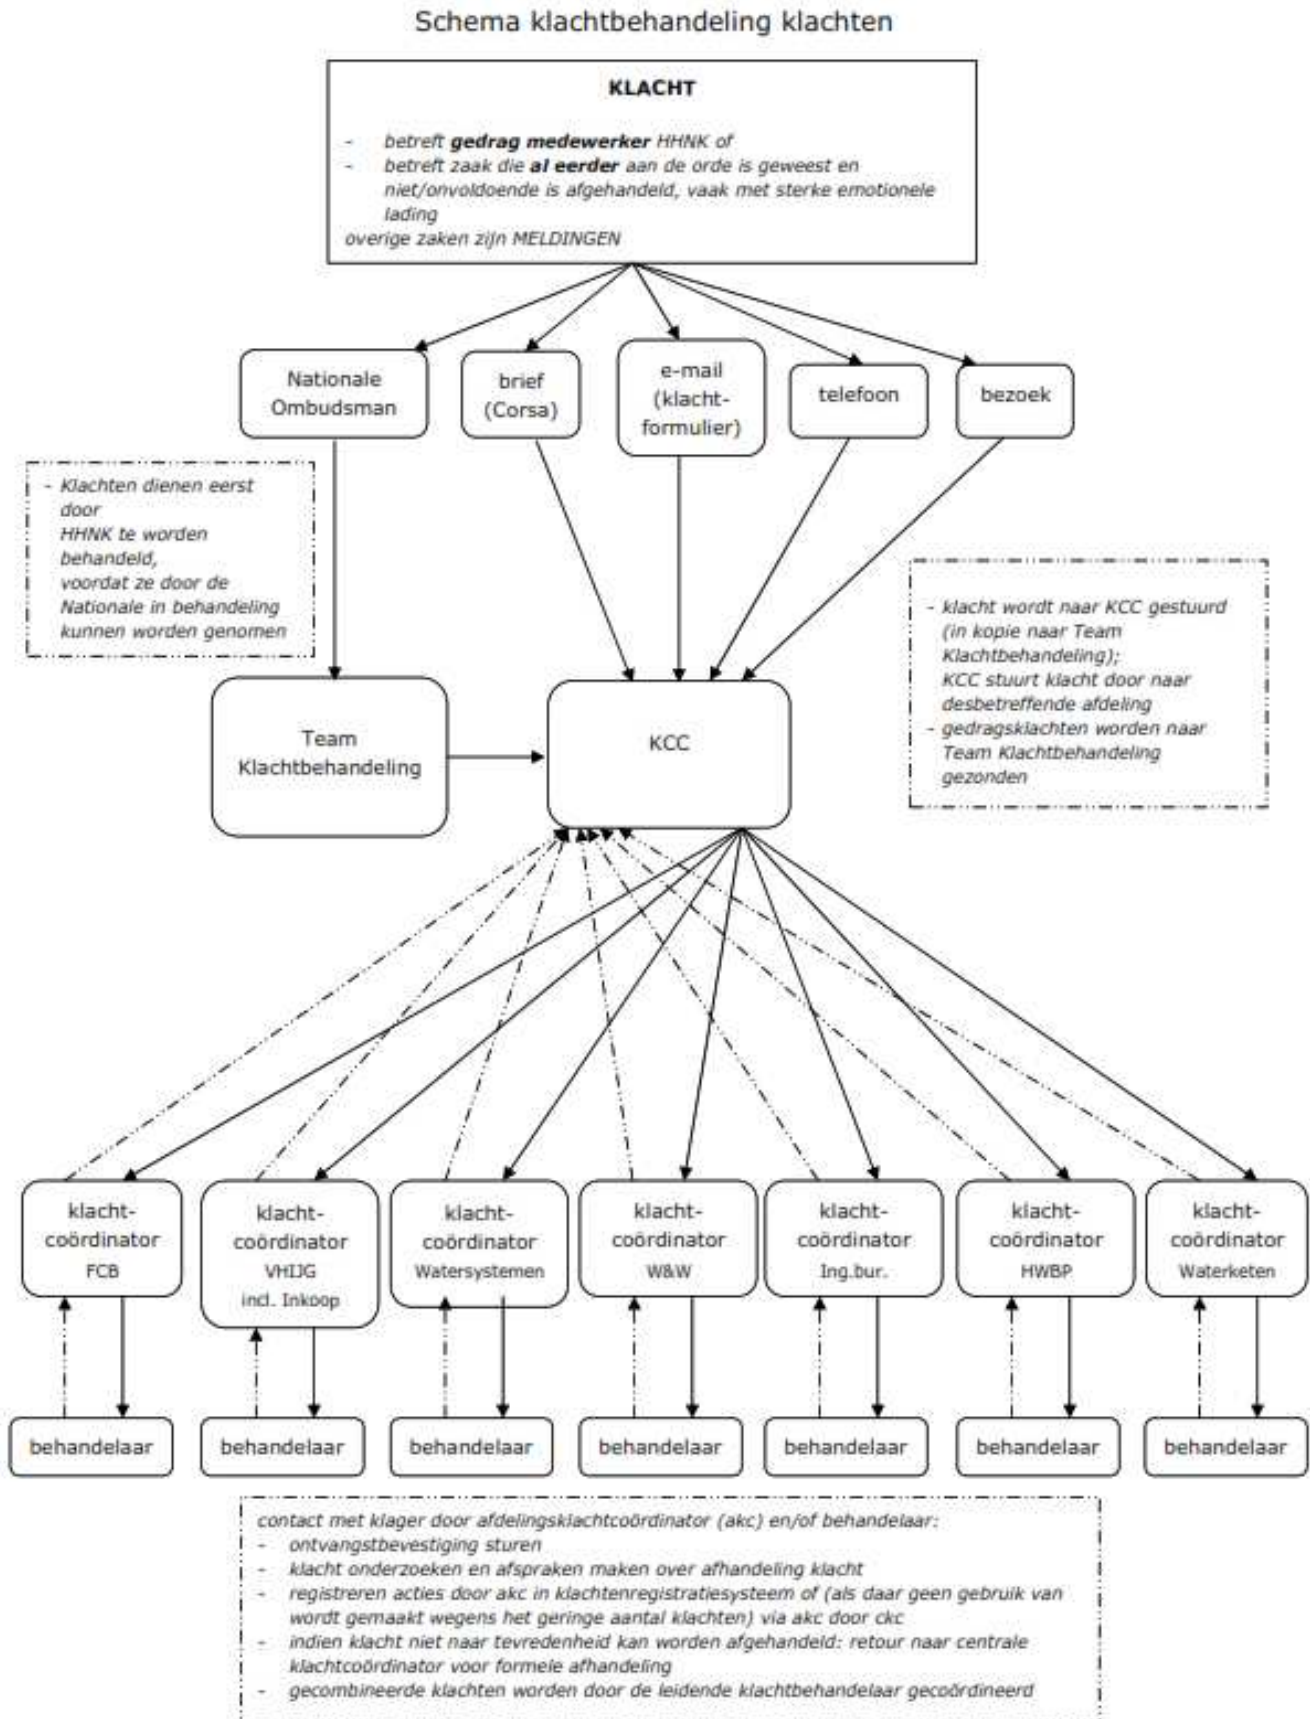 Schema klachtbehandeling klachten
KLACHT
- betreft gedrag medewerker HHNK of
- betreft zaak die al eerder aan de orde is geweest en
niet/onvoldoende is afgehandeld, vaak met sterke emotionele
lading
overige zaken zijn MELDINGEN
Nationale
Ombudsman
brief
(Corsa)
e-mail
(klacht-
formulier)
telefoon
bezoek
- Klachten dienen eerst
door
HHNK te worden
behandeld,
voordat ze door de
Nationale in behandeling
kunnen worden genomen
- klacht wordt naar KCC gestuurd
(in kopie naar Team
Klachtbehandeling);
KCC stuurt klacht door naar
desbetreffende afdeling
- gedragsklachten worden naar
Team Klachtbehandeling
gezonden
Team
Klachtbehandeling
KCC
klacht-
coördinator
FCB
klacht-
coördinator
VHIJG
incl. Inkoop
klacht-
coördinator
Watersystemen
klacht-
coördinator
W&W
klacht-
coördinator
Ing.bur.
klacht-
coördinator
HWBP
klacht-
coördinator
Waterketen
behandelaar
behandelaar
behandelaar
behandelaar
behandelaar
behandelaar
behandelaar
contact met klager door afdelingsklachtcoördinator (akc) en/of behandelaar:
- ontvangstbevestiging sturen
- klacht onderzoeken en afspraken maken over afhandeling klacht
- registreren acties door akc in klachtenregistratiesysteem of (als daar geen gebruik van
wordt gemaakt wegens het geringe aantal klachten) via akc door ckc
- indien klacht niet naar tevredenheid kan worden afgehandeld: retour naar centrale
klachtcoördinator voor formele afhandeling
- gecombineerde klachten worden door de leidende klachtbehandelaar gecoördineerd